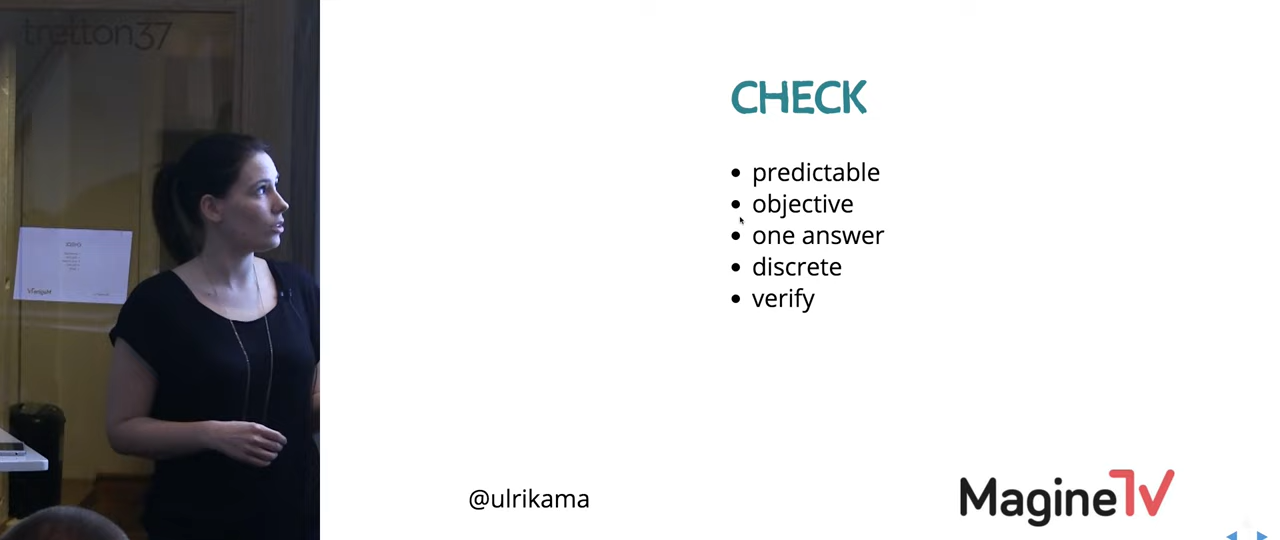 tretton37
CHECK
predictable
objective
one answer
discrete
verify
@ulrikama
MagineTV